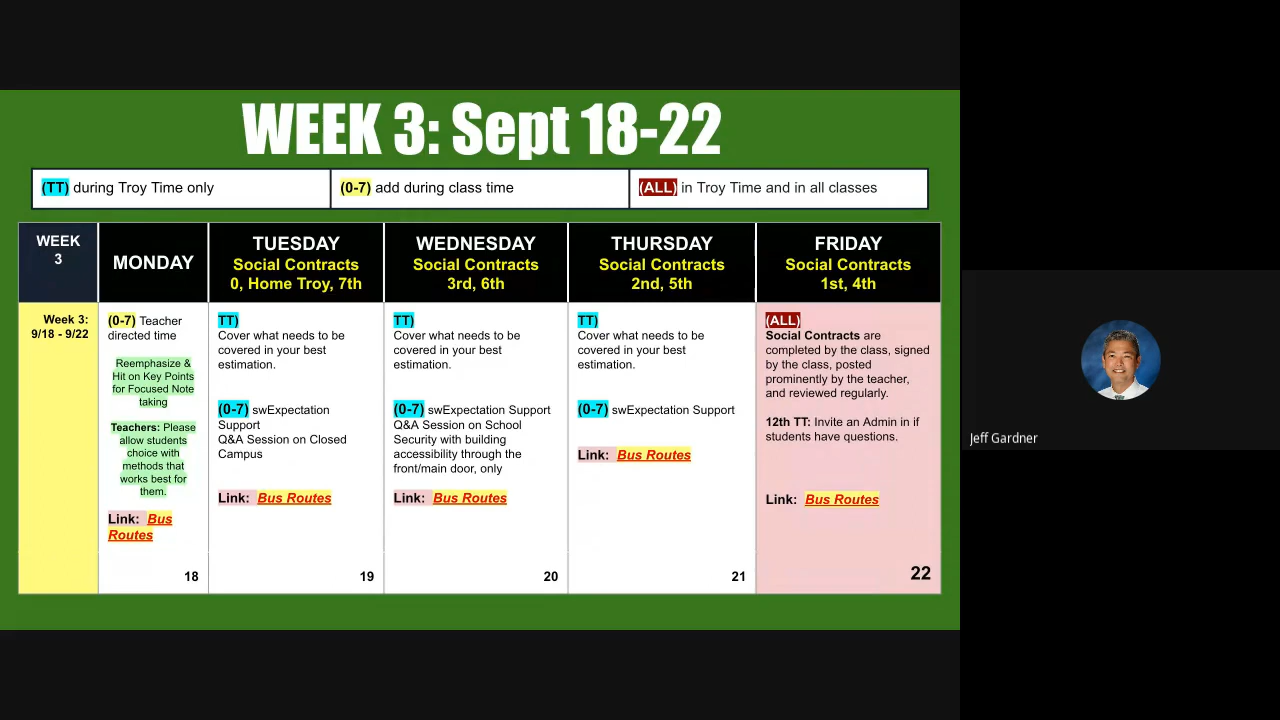 WEEK 3: Sept 18-22
(TT) during Troy Time only
(0-7) add during class time
(ALL) in Troy Time and in all classes
WEEK
3
MONDAY
TUESDAY
Social Contracts
0, Home Troy, 7th
WEDNESDAY
Social Contracts
3rd, 6th
THURSDAY
Social Contracts
2nd, 5th
FRIDAY
Social Contracts
1st, 4th
Week 3:
9/18 - 9/22
(0-7) Teacher
directed time
Reemphasize &
Hit on Key Points
for Focused Note
taking
Teachers: Please
allow students
choice with
methods that
works best for
them.
Link: Bus
Routes
18
TT)
Cover what needs to be
covered in your best
estimation.
(0-7) swExpectation
Support
Q&A Session on Closed
Campus
Link: Bus Routes
19
TT)
Cover what needs to be
covered in your best
estimation.
(0-7) swExpectation Support
Q&A Session on School
Security with building
accessibility through the
front/main door, only
Link: Bus Routes
20
TT)
Cover what needs to be
covered in your best
estimation.
(0-7) swExpectation Support
Link: Bus Routes
21
(ALL)
Social Contracts are
completed by the class, signed
by the class, posted
prominently by the teacher,
and reviewed regularly.
12th TT: Invite an Admin in if
students have questions.
Link: Bus Routes
22
Jeff Gardner